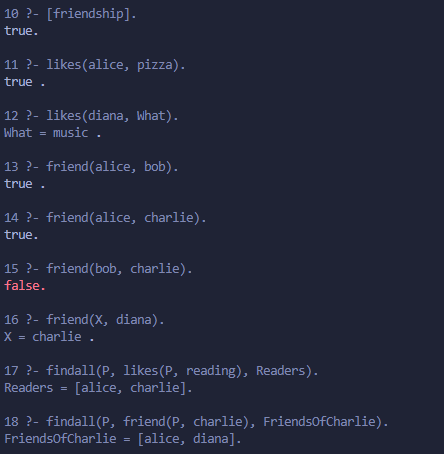 10 ?- [friendship].
true.
11 ?- likes(alice, pizza).
true .
12 ?- likes(diana, What).
What = music .
13 ?- friend(alice, bob).
true .
14 ?- friend(alice, charlie).
true.
15 ?- friend(bob, charlie).
false.
16 ?- friend(X, diana).
X = charlie .
17 ?- findall(P, likes(P, reading), Readers).
Readers = [alice, charlie].
18 ?- findall(P, friend(P, charlie), FriendsOfCharlie).
FriendsOfCharlie = [alice, diana].